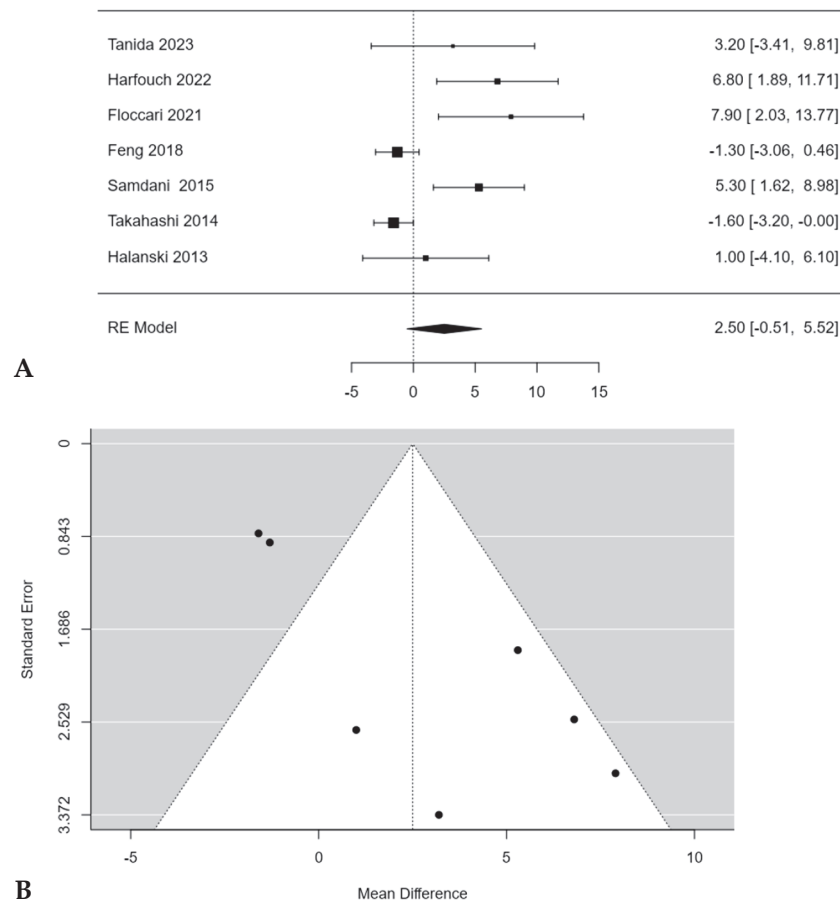 Tanida 2023 3.20 [-3.41, 9.81]
Harfouch 2022 6.80 [ 1.89, 11.71]
Floccari 2021 7.90 [ 2.03, 13.77]
Feng 2018 -1.30 [-3.06, 0.46]
Samdani 2015 5.30 [ 1.62, 8.98]
Takahashi 2014 -1.60 [-3.20, -0.00]
Halanski 2013 1.00 [-4.10, 6.10]
RE Model 2.50 [-0.51, 5.52]
A
-5 0 5 10 15
0
0.843
1.686
2.529
3.372
Standard Error
-5 0 5 10
Mean Difference
B